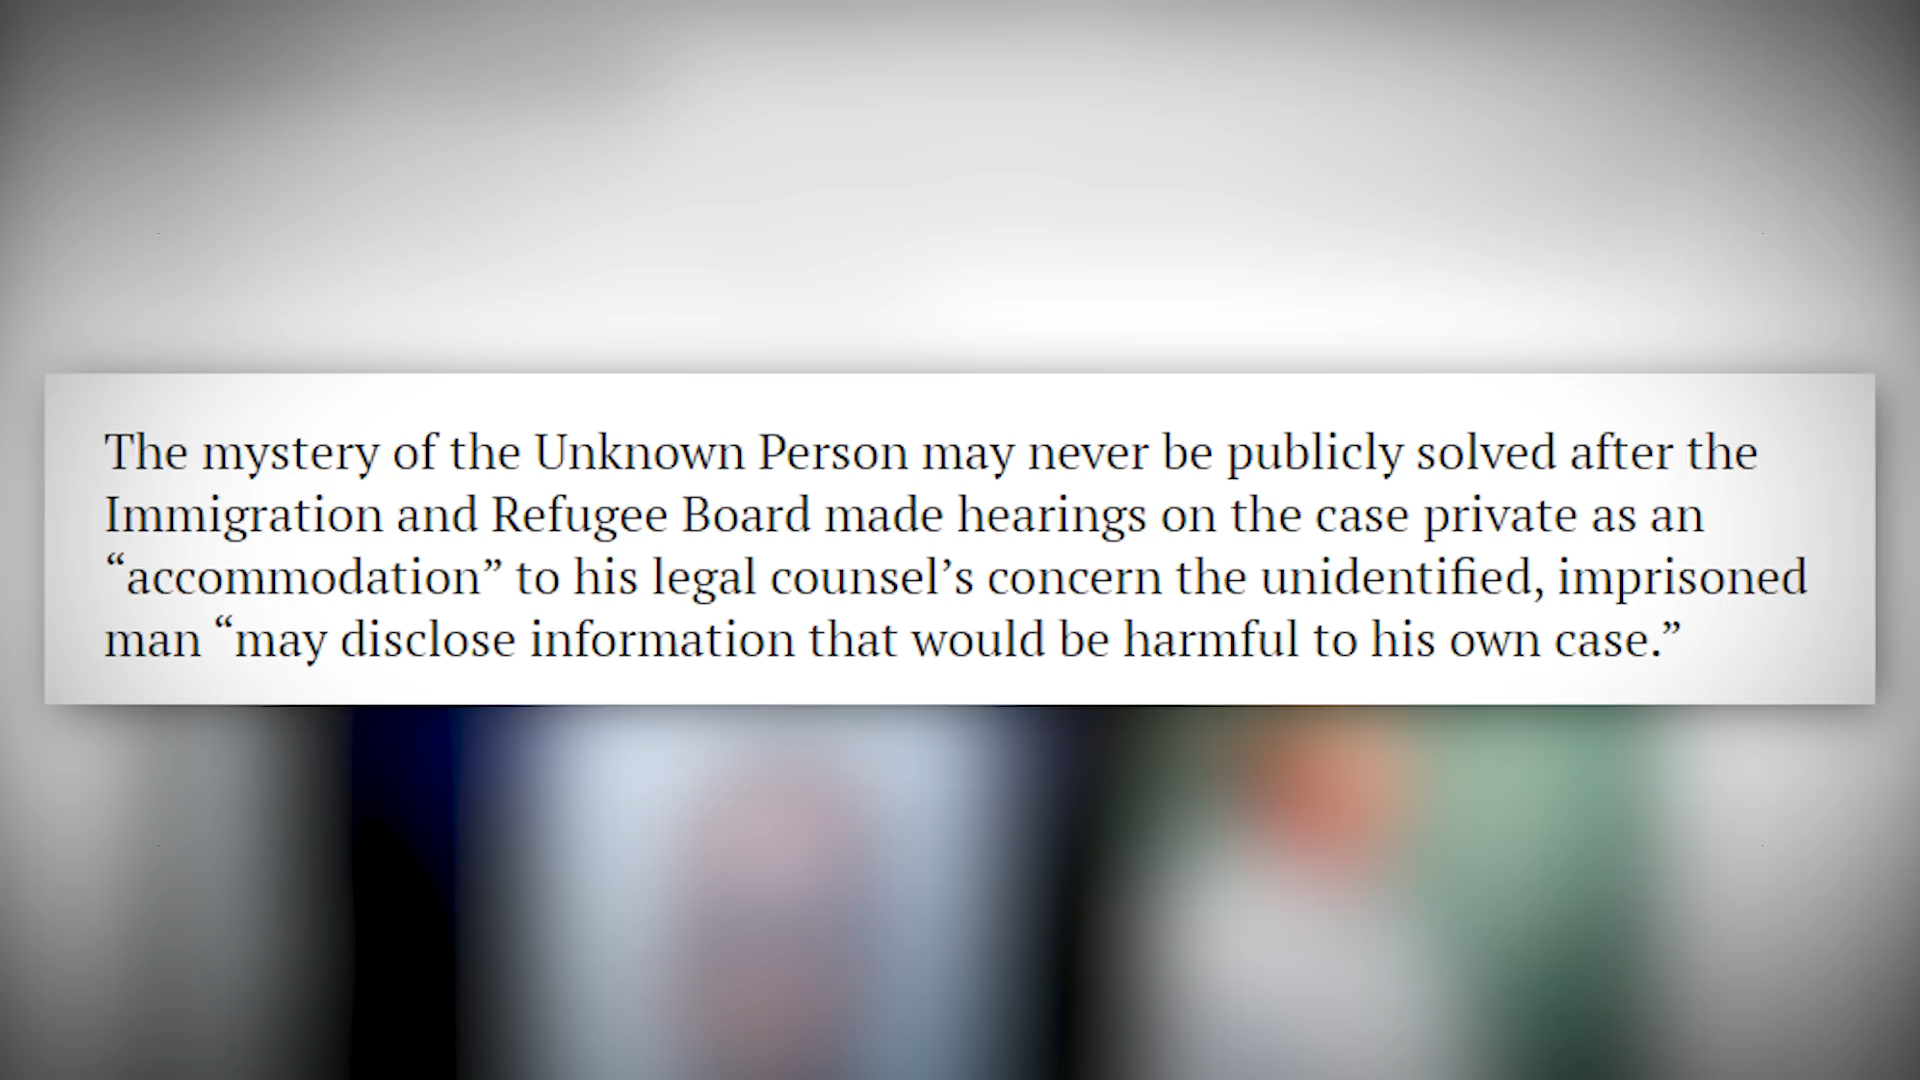 The mystery of the Unknown Person may never be publicly solved after the
Immigration and Refugee Board made hearings on the case private as an
“accommodation” to his legal counsel’s concern the unidentified, imprisoned
man “may disclose information that would be harmful to his own case.”